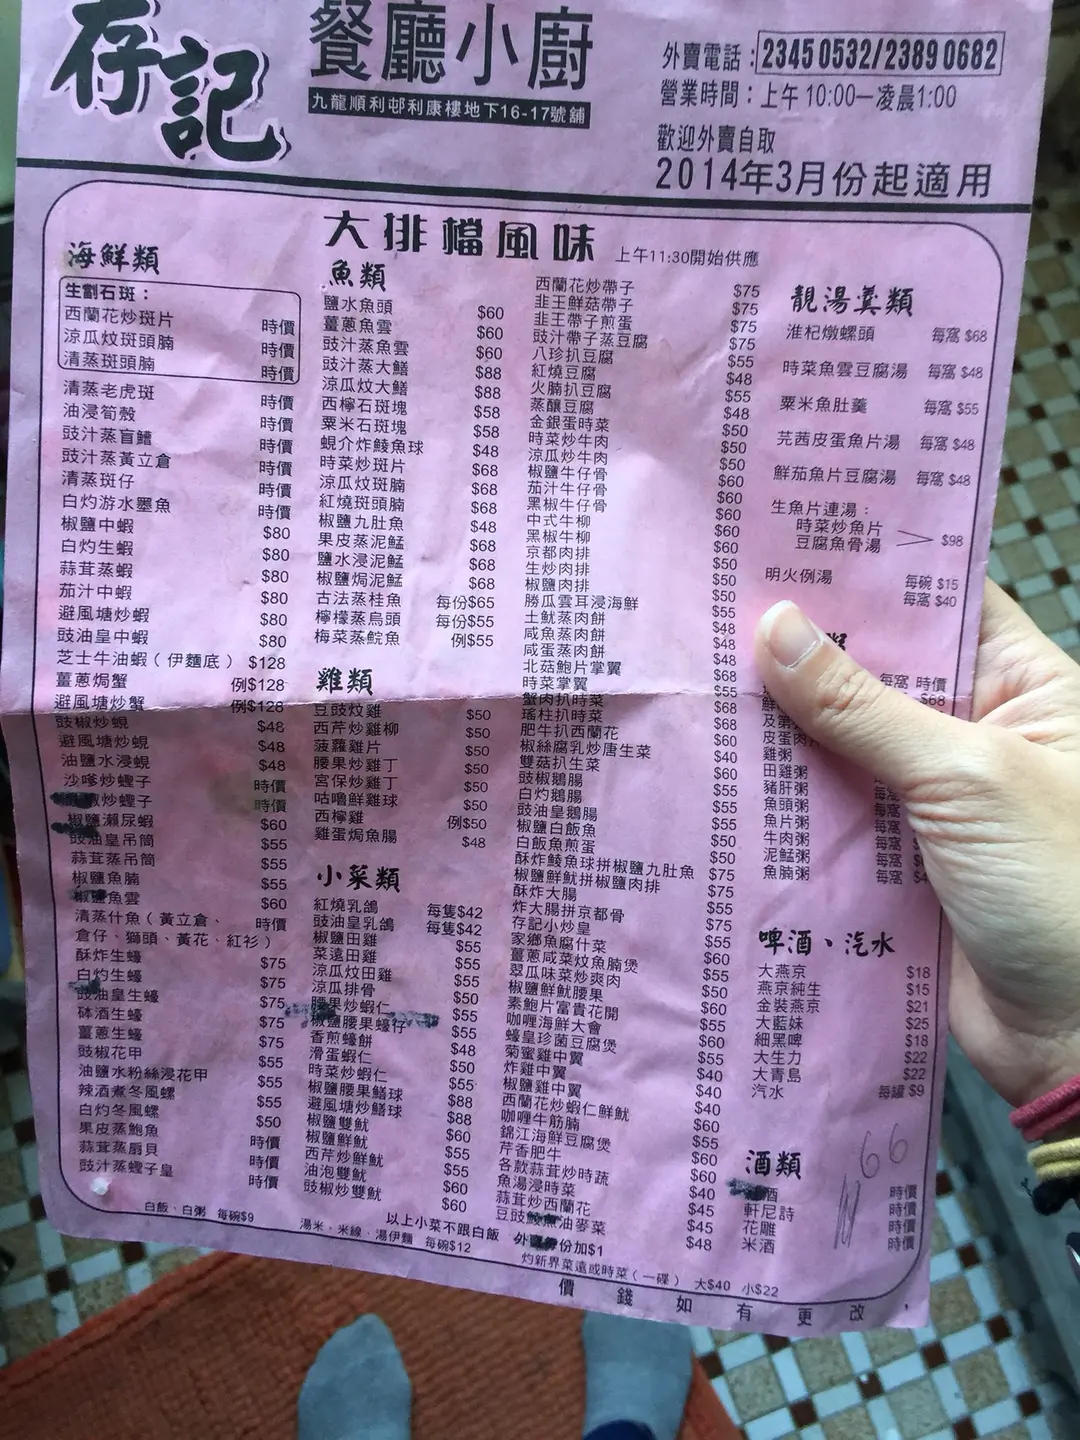 存記
餐廳小廚
九龍順利邨利康樓地下16-17號舖
外賣電話：2345 0532/2389 0682
營業時間：上午10:00—凌晨1:00
歡迎外賣自取
2014年3月份起適用
大排檔風味 上午11:30開始供應
海鮮類
生劏石斑：
西蘭花炒斑片 時價
涼瓜炆斑頭腩 時價
清蒸斑頭腩 時價
清蒸老虎斑 時價
油浸筍殼 時價
豉汁蒸盲鰽 時價
豉汁蒸黃立倉 時價
清蒸斑仔 時價
白灼游水墨魚 時價
椒鹽中蝦 $80
白灼生蝦 $80
蒜茸蒸蝦 $80
茄汁中蝦 $80
避風塘炒蝦 $80
豉油皇中蝦 $80
芝士牛油蝦（伊麵底） $128
薑蔥焗蟹 例$128
避風塘炒蟹 例$128
豉椒炒蜆 $48
避風塘炒蜆 $48
油鹽水浸蜆 $48
沙嗲炒蟶子 時價
炒蟶子 時價
椒鹽瀨尿蝦 $60
豉油皇吊筒 $55
蒜茸蒸吊筒 $55
椒鹽魚腩 $55
椒鹽魚雲 $60
清蒸什魚（黃立倉、 時價
倉仔、獅頭、黃花、紅衫）
酥炸生蠔 $75
白灼生蠔 $75
豉油皇生蠔 $75
砵酒生蠔 $75
薑蔥生蠔 $75
豉椒花甲
油鹽水粉絲浸花甲 $55
辣酒煮冬風螺 $55
白灼冬風螺 $50
果皮蒸鮑魚 時價
蒜茸蒸扇貝 時價
豉汁蒸蟶子皇 時價
魚類
鹽水魚頭 $60
薑蔥魚雲 $60
豉汁蒸魚雲 $60
豉汁蒸大鱔 $88
涼瓜炆大鱔 $88
西檸石斑塊 $58
粟米石斑塊 $58
蜆介炸鯪魚球 $48
時菜炒斑片 $68
涼瓜炆斑腩 $68
紅燒斑頭腩 $68
椒鹽九肚魚 $48
果皮蒸泥鯭 $68
鹽水浸泥鯭 $68
椒鹽焗泥鯭 $68
古法蒸桂魚 每份$65
檸檬蒸烏頭 每份$55
梅菜蒸鯇魚 例$55
雞類
豆豉炆雞 $50
西芹炒雞柳 $50
菠蘿雞片 $50
腰果炒雞丁 $50
宮保炒雞丁 $50
咕嚕鮮雞球 $50
西檸雞 例$50
雞蛋焗魚腸 $48
小菜類
紅燒乳鴿 每隻$42
豉油皇乳鴿 每隻$42
椒鹽田雞 $55
菜遠田雞 $55
涼瓜炆田雞 $55
涼瓜排骨 $50
腰果炒蝦仁 $55
椒鹽腰果蠔仔 $55
香煎蠔餅 $48
滑蛋蝦仁 $50
時菜炒蝦仁 $55
椒鹽腰果鱔球 $88
避風塘炒鱔球 $88
椒鹽雙魷 $60
椒鹽鮮魷 $55
西芹炒鮮魷 $55
油泡雙魷 $60
豉椒炒雙魷 $60
西蘭花炒帶子 $75
韭王鮮菇帶子 $75
韭王帶子煎蛋 $75
豉汁帶子蒸豆腐 $75
八珍扒豆腐 $55
紅燒豆腐 $48
火腩扒豆腐 $55
蒸釀豆腐 $48
金銀蛋時菜 $50
時菜炒牛肉 $50
涼瓜炒牛肉 $50
椒鹽牛仔骨 $60
茄汁牛仔骨 $60
黑椒牛仔骨 $60
中式牛柳 $60
黑椒牛柳 $60
京都肉排 $50
生炒肉排 $50
椒鹽肉排 $50
勝瓜雲耳浸海鮮 $55
土魷蒸肉餅 $48
咸魚蒸肉餅 $48
咸蛋蒸肉餅 $48
北菇鮑片掌翼 $68
時菜掌翼 $55
蟹肉扒時菜 $68
瑤柱扒時菜 $68
肥牛扒西蘭花 $60
椒絲腐乳炒唐生菜 $40
雙菇扒生菜 $60
豉椒鵝腸 $55
白灼鵝腸 $55
豉油皇鵝腸 $55
椒鹽白飯魚 $50
白飯魚煎蛋 $50
酥炸鯪魚球拼椒鹽九肚魚 $75
椒鹽鮮魷拼椒鹽肉排 $75
酥炸大腸 $55
炸大腸拼京都骨 $75
存記小炒皇 $55
家鄉魚腐什菜 $55
薑蔥咸菜炆魚腩煲 $60
翠瓜味菜炒爽肉 $55
椒鹽鮮魷腰果 $50
素鮑片富貴花開 $60
咖喱海鮮大會 $55
蠔皇珍菌豆腐煲 $60
菊蜜雞中翼 $55
炸雞中翼 $40
椒鹽雞中翼 $40
西蘭花炒蝦仁鮮魷 $40
咖喱牛筋腩 $60
錦江海鮮豆腐煲 $55
芹香肥牛 $60
各款蒜茸炒時蔬 $60
魚湯浸時菜 $40
蒜茸炒西蘭花 $45
豆豉鯪魚油麥菜 $45
$48
靚湯羹類
淮杞燉螺頭 每窩$68
時菜魚雲豆腐湯 每窩$48
粟米魚肚羹 每窩$55
芫茜皮蛋魚片湯 每窩$48
鮮茄魚片豆腐湯 每窩$48
生魚片連湯：
時菜炒魚片
豆腐魚骨湯 $98
明火例湯 每碗$15
每窩$40
粥
每窩 時價
$68
及第
皮蛋肉片
雞粥
田雞粥
豬肝粥
魚頭粥 每窩
魚片粥 每窩
牛肉粥 每窩
泥鯭粥 每窩
魚腩粥 每窩
啤酒、汽水
大燕京 $18
燕京純生 $15
金裝燕京 $21
大藍妹 $25
細黑啤 $18
大生力 $22
大青島 $22
汽水 每罐$9
66
酒類
酒 時價
軒尼詩 時價
花雕 時價
米酒 時價
白飯、白粥 每碗$9
湯米、米線、湯伊麵 每碗$12
以上小菜不跟白飯
外賣每份加$1
灼新界菜遠或時菜（一碟） 大$40 小$22
價錢如有更改，